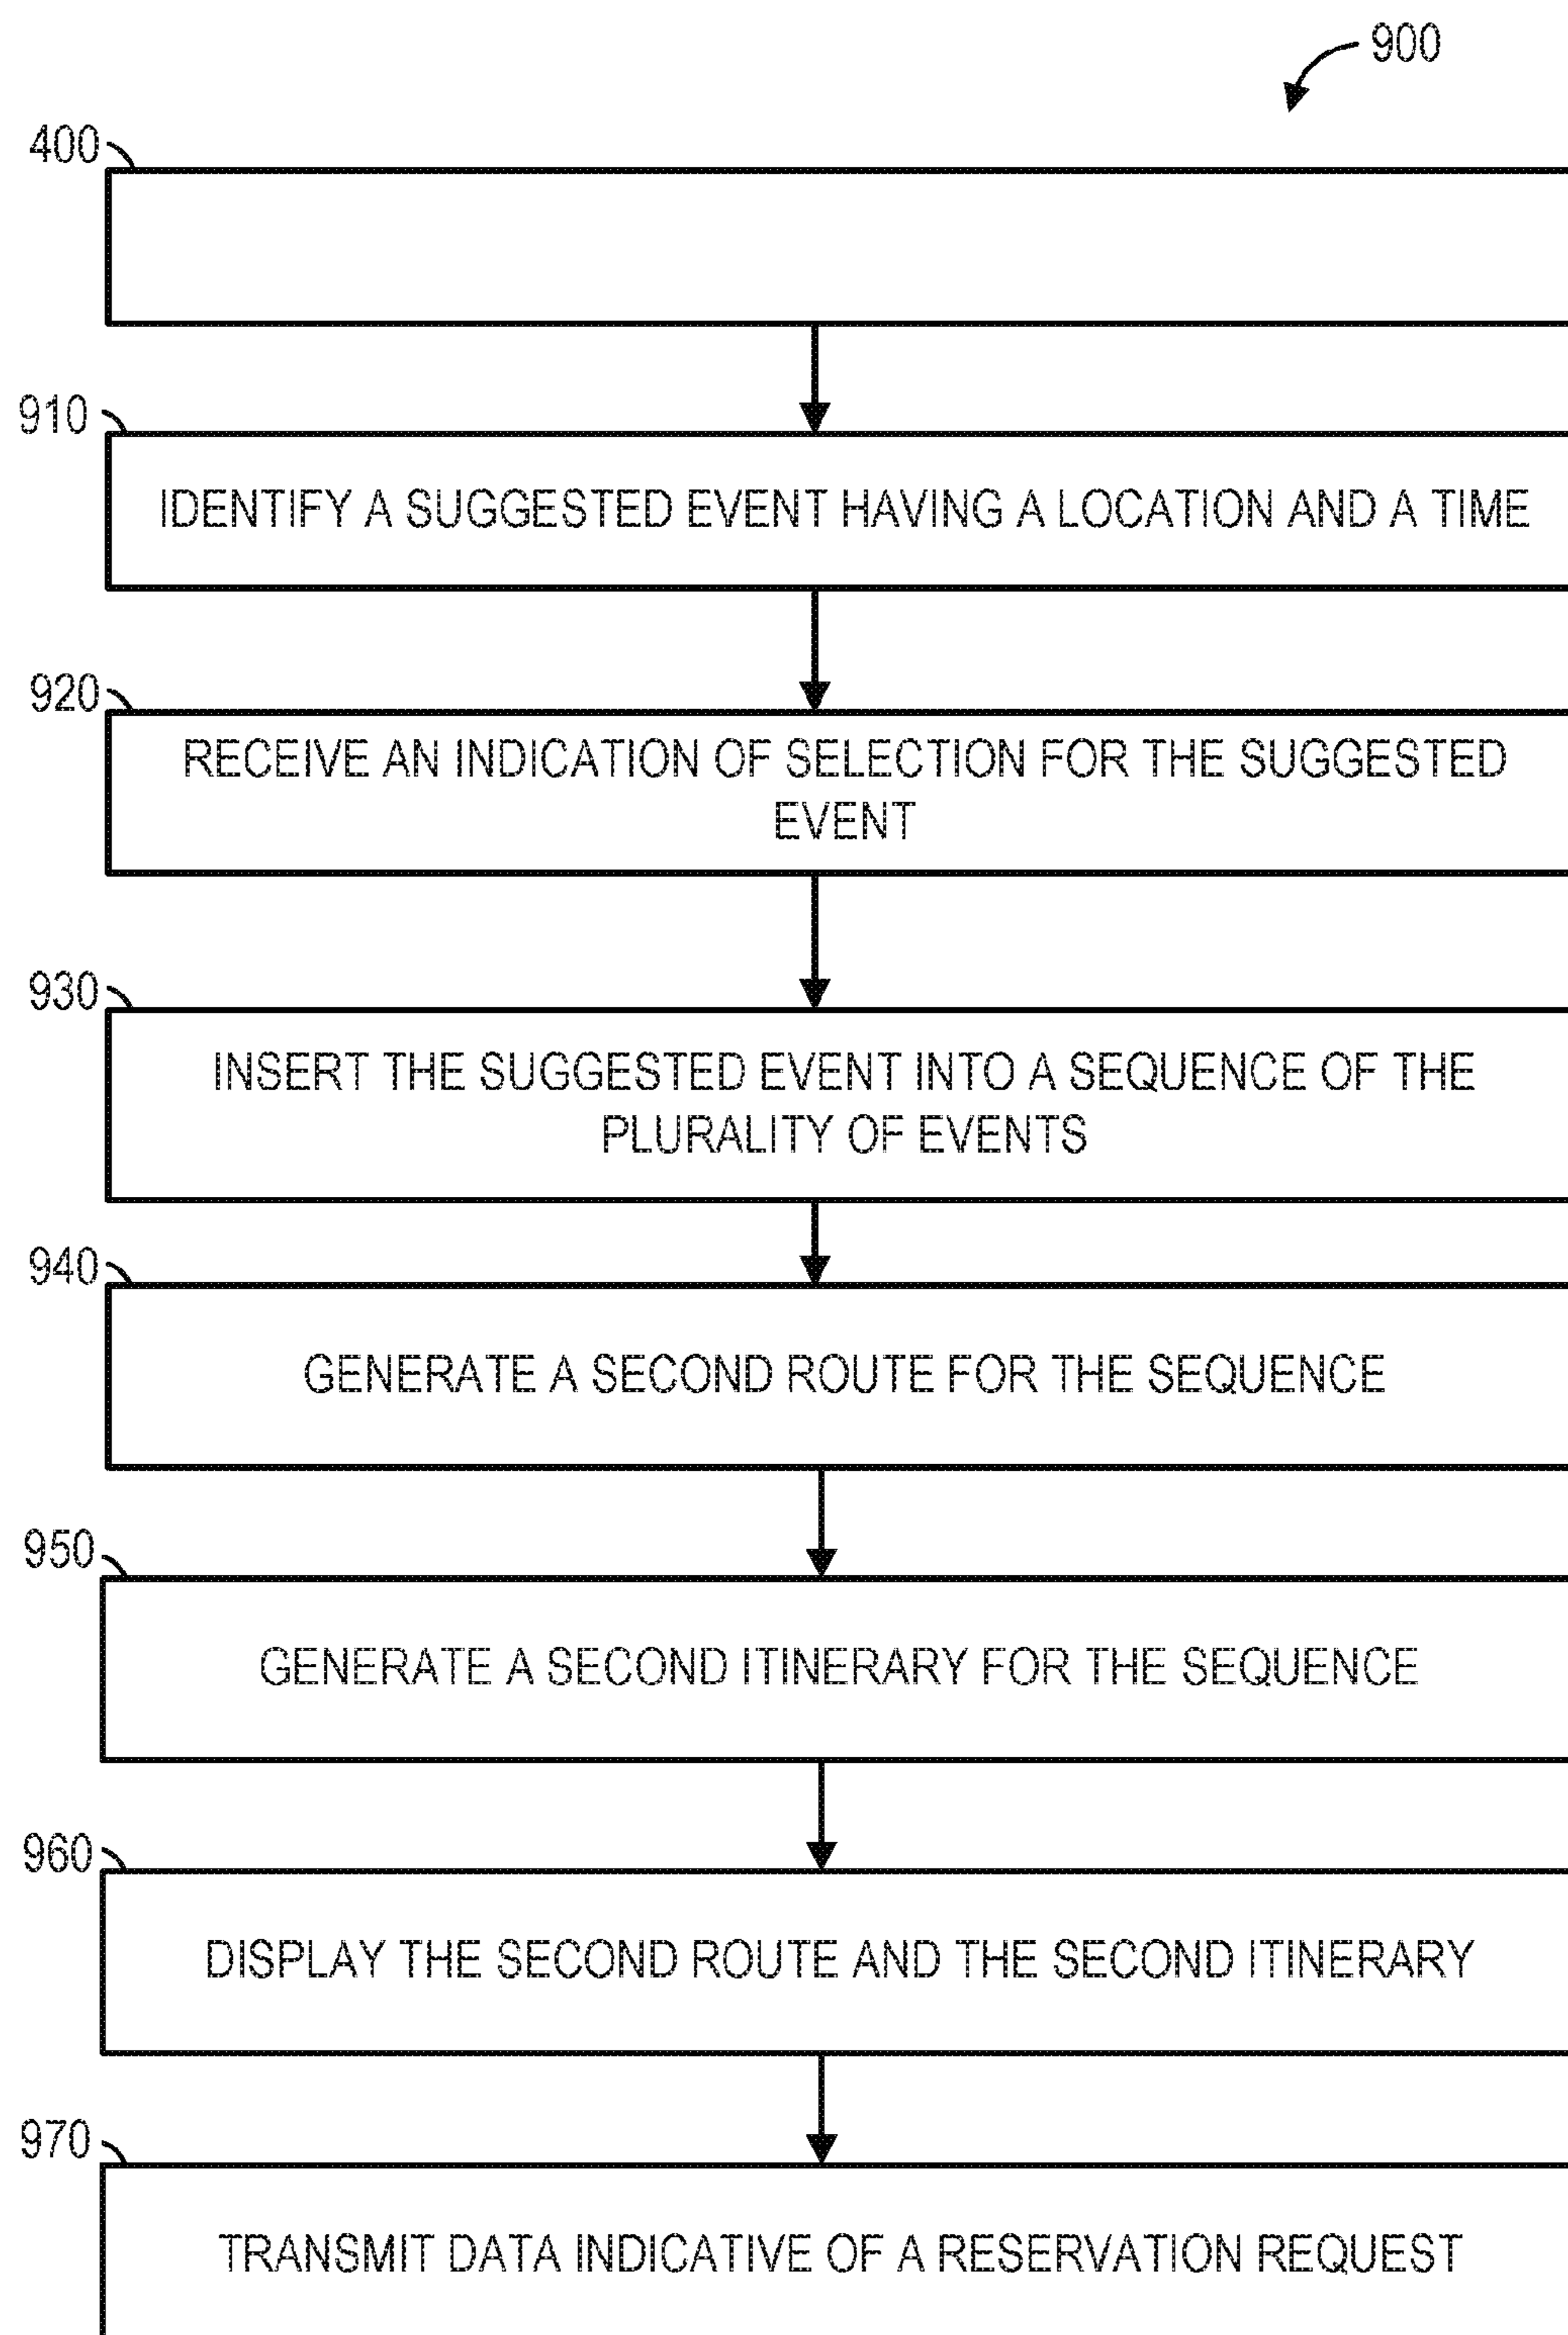 900
400
910
IDENTIFY A SUGGESTED EVENT HAVING A LOCATION AND A TIME
920
RECEIVE AN INDICATION OF SELECTION FOR THE SUGGESTED
EVENT
930
INSERT THE SUGGESTED EVENT INTO A SEQUENCE OF THE
PLURALITY OF EVENTS
940
GENERATE A SECOND ROUTE FOR THE SEQUENCE
950
GENERATE A SECOND ITINERARY FOR THE SEQUENCE
960
DISPLAY THE SECOND ROUTE AND THE SECOND ITINERARY
970
TRANSMIT DATA INDICATIVE OF A RESERVATION REQUEST